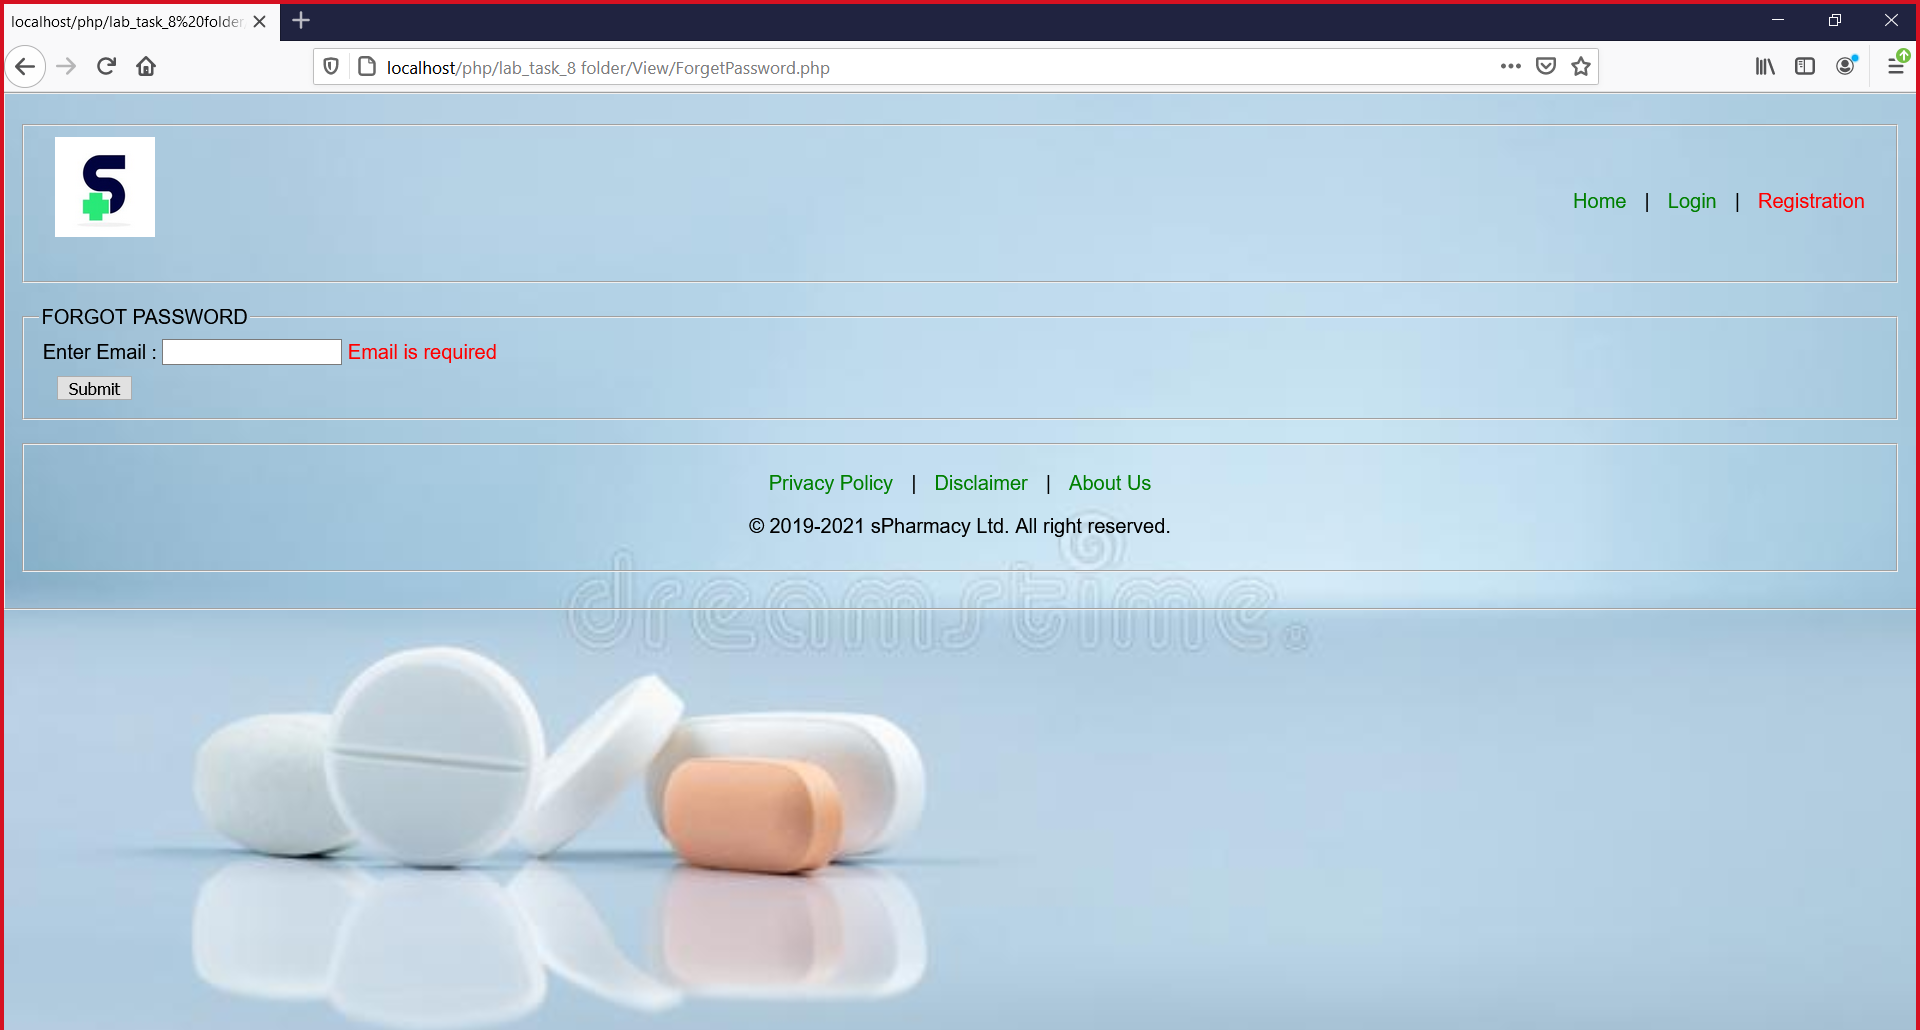 localhost/php/lab_task_8%20folder
localhost/php/lab_task_8 folder/View/ForgetPassword.php
S
Home | Login | Registration
FORGOT PASSWORD
Enter Email : Email is required
Submit
Privacy Policy | Disclaimer | About Us
© 2019-2021 sPharmacy Ltd. All right reserved.
dreamstime®